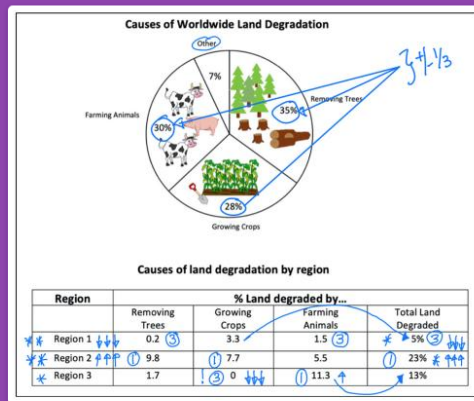 Causes of Worldwide Land Degradation
Other
7%
}+/- 1/3
Removing Trees
35%
Farming Animals
30%
28%
Growing Crops
Causes of land degradation by region
Region % Land degraded by...
Removing Trees Growing Crops Farming Animals Total Land Degraded
** Region 1 ↓↓↓ 0.2 ③ 3.3 1.5 ③ * 5% ③ ↓↓↓
** Region 2 ↑↑↑ ① 9.8 ① 7.7 5.5 ① 23% * ↑↑↑
* Region 3 1.7 ! ③ 0 ↓↓↓ ① 11.3 ↑ 13%